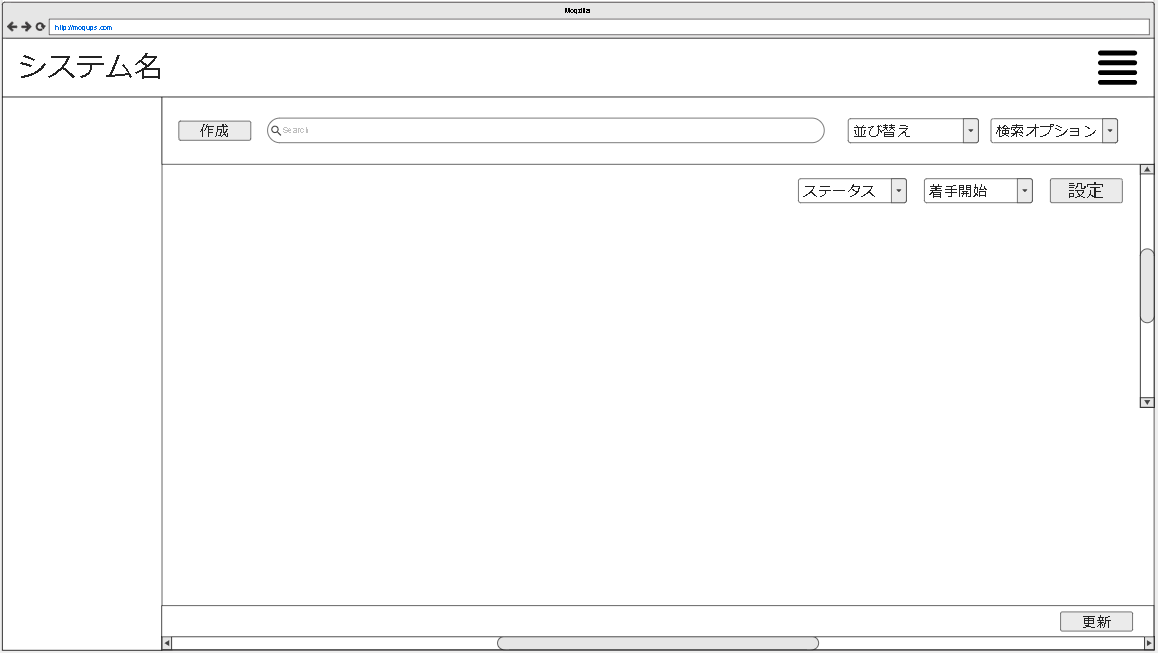 Moqzilla
http://moqups.com
システム名
作成
Search
並び替え
検索オプション
ステータス
着手開始
設定
更新